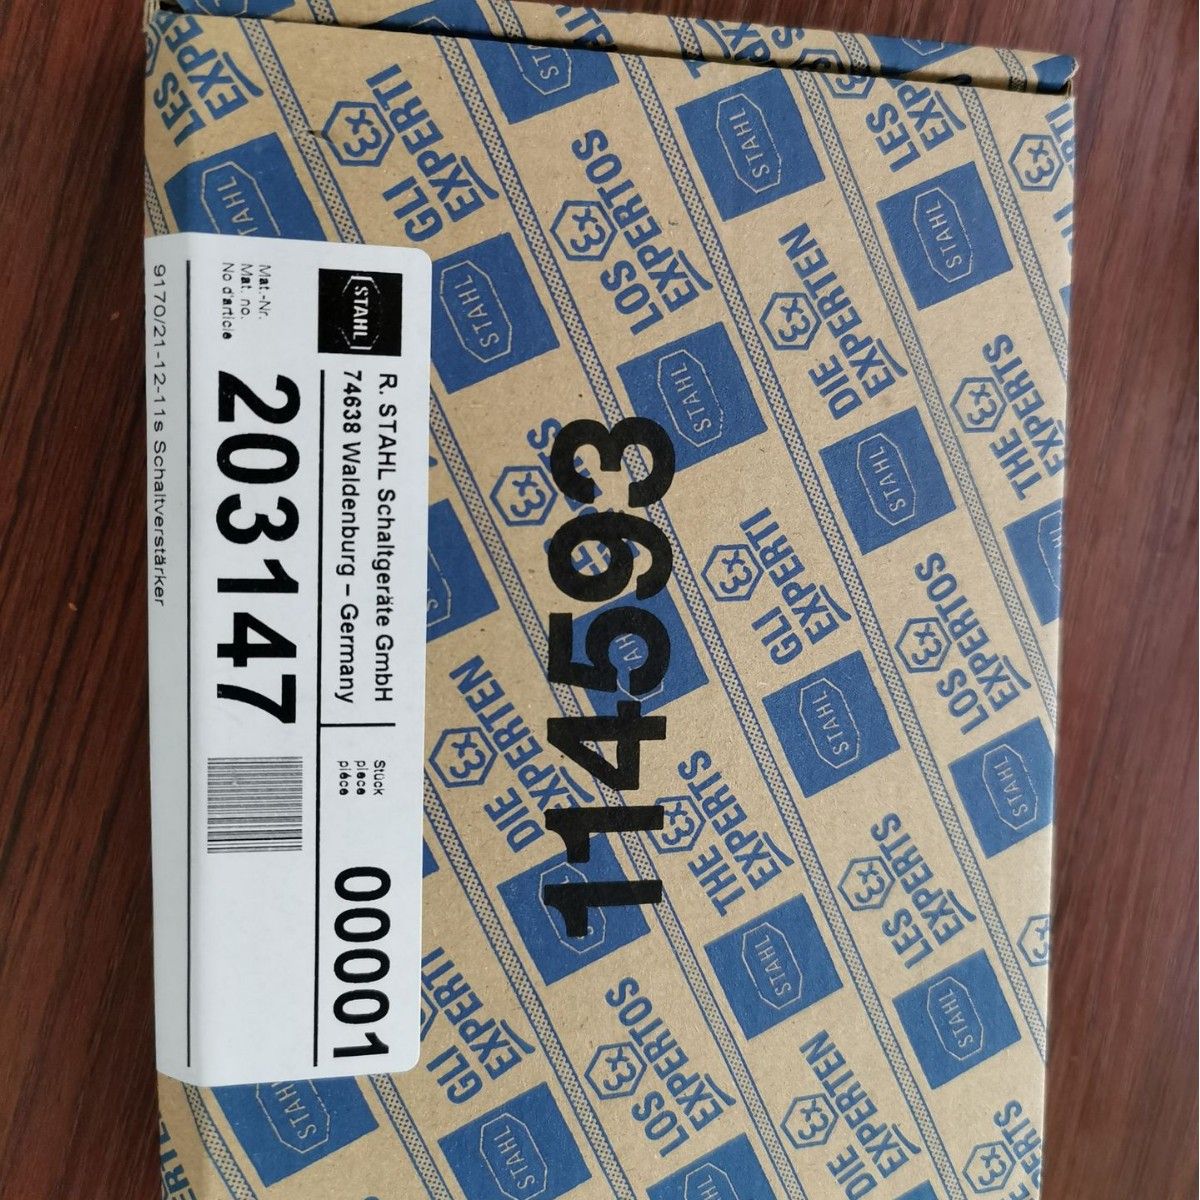 STAHL
R. STAHL Schaltgeräte GmbH
74638 Waldenburg – Germany
Stück
piece
pièce
00001
Mat.-Nr.
Mat. no.
No d'article
203147
9170/21-12-11s Schaltverstärker
114593
LES EXPERTS
GLI EXPERTI
LOS EXPERTOS
DIE EXPERTEN
THE EXPERTS
STAHL